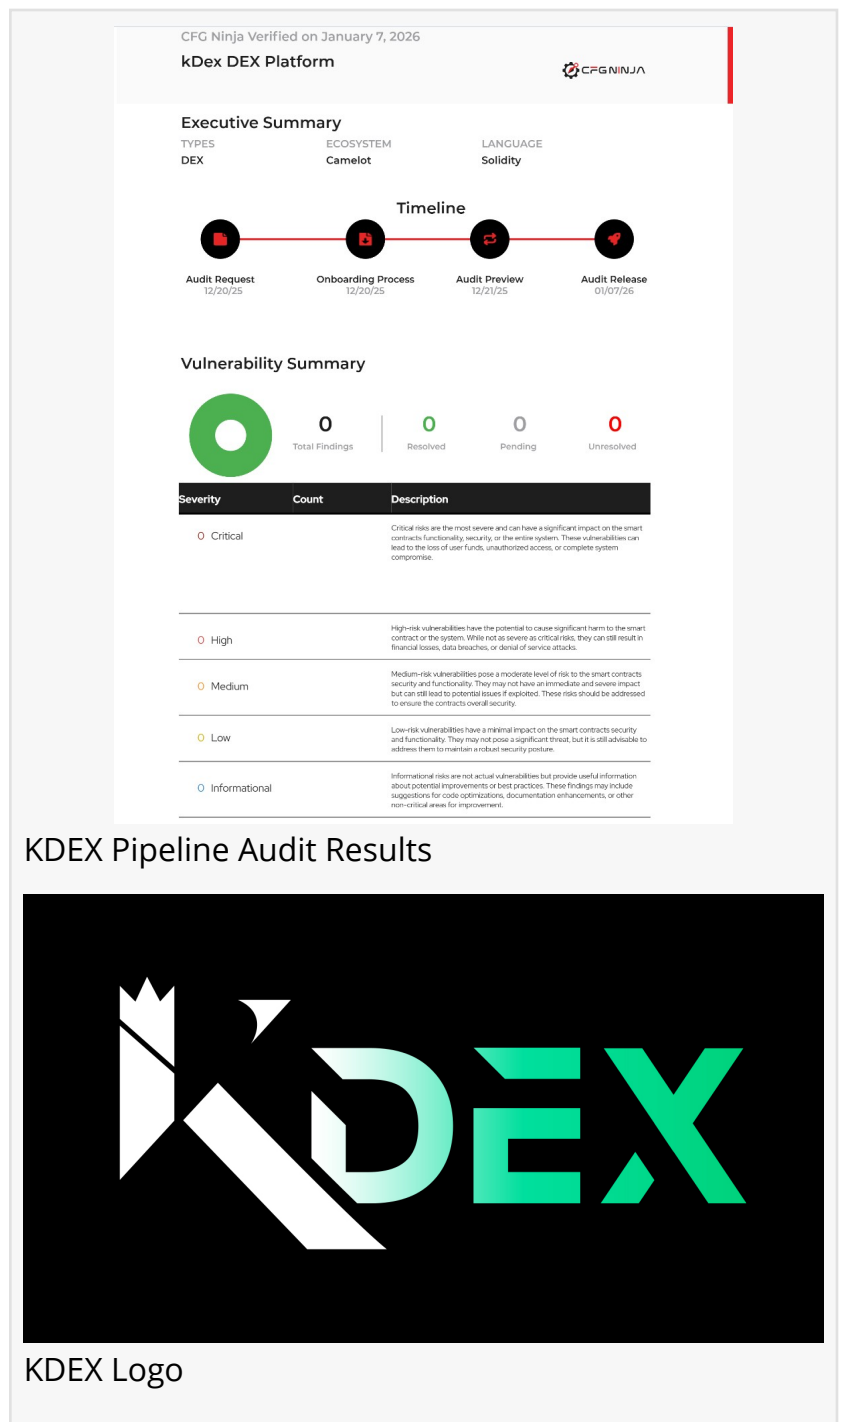 CFG Ninja Verified on January 7, 2026
kDex DEX Platform
CFGNINJA
Executive Summary
TYPES ECOSYSTEM LANGUAGE
DEX Camelot Solidity
Timeline
Audit Request Onboarding Process Audit Preview Audit Release
12/20/25 12/20/25 12/21/25 01/07/26
Vulnerability Summary
0 0 0 0
Total Findings Resolved Pending Unresolved
Severity Count Description
0 Critical
Critical risks are the most severe and can have a significant impact on the smart
contracts functionality, security, or the entire system. These vulnerabilities can
lead to the loss of user funds, unauthorized access, or complete system
compromise.
0 High
High-risk vulnerabilities have the potential to cause significant harm to the smart
contract or the system. While not as severe as critical risks, they can still result in
financial losses, data breaches, or denial of service attacks.
0 Medium
Medium-risk vulnerabilities pose a moderate level of risk to the smart contracts
security and functionality. They may not have an immediate and severe impact
but can still lead to potential issues if exploited. These risks should be addressed
to ensure the contracts overall security.
0 Low
Low-risk vulnerabilities have a minimal impact on the smart contracts security
and functionality. They may not pose a significant threat, but it is still advisable to
address them to maintain a robust security posture.
0 Informational
Informational risks are not actual vulnerabilities but provide useful information
about potential improvements or best practices. These findings may include
suggestions for code optimizations, documentation enhancements, or other
non-critical areas for improvement.
KDEX Pipeline Audit Results
KDEX
KDEX Logo